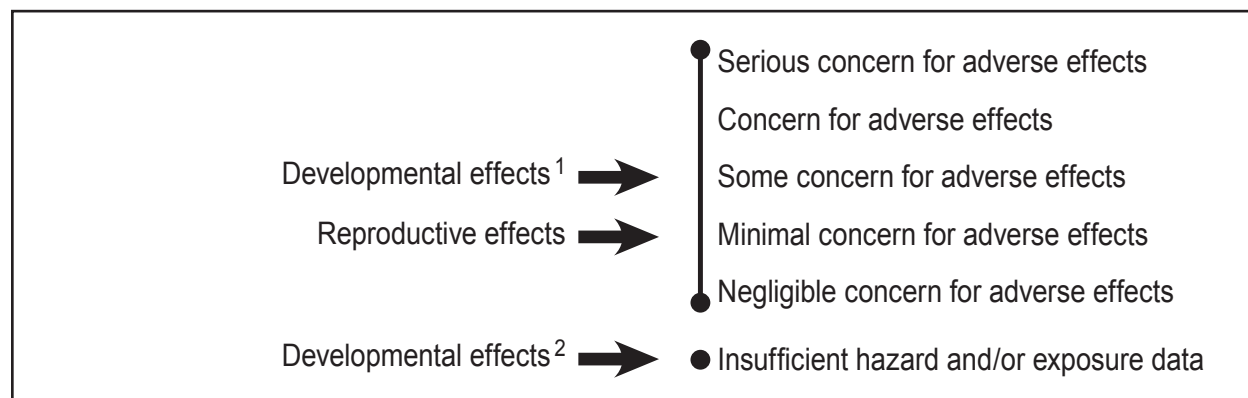 Serious concern for adverse effects
Concern for adverse effects
Developmental effects 1 Some concern for adverse effects
Reproductive effects Minimal concern for adverse effects
Negligible concern for adverse effects
Developmental effects 2 Insufficient hazard and/or exposure data